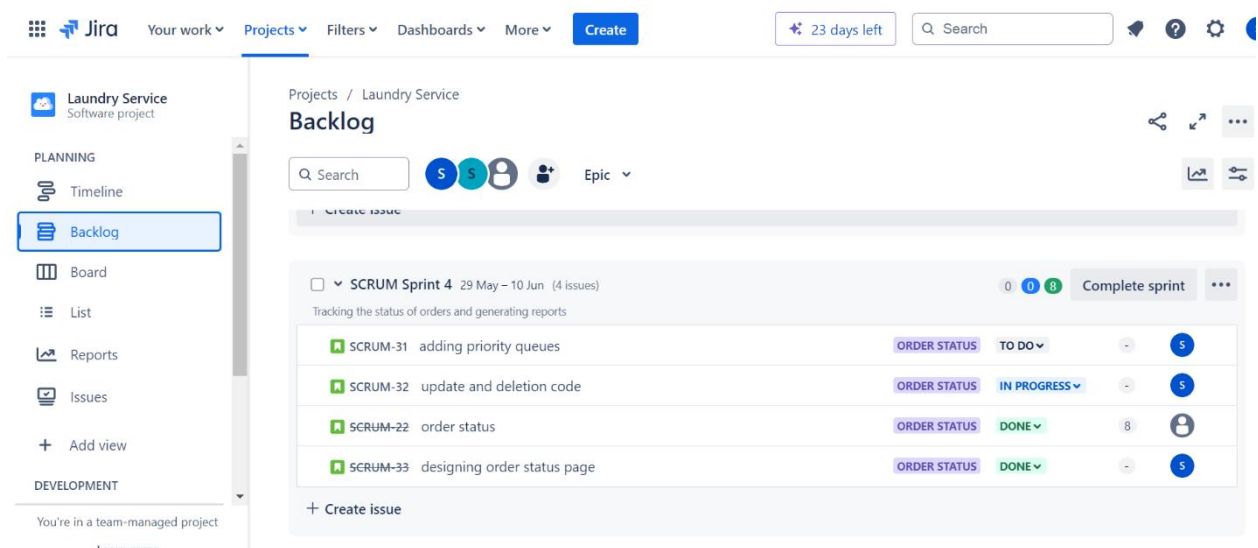 Jira Your work Projects Filters Dashboards More Create 23 days left Search
Laundry Service
Software project
PLANNING
Timeline
Backlog
Board
List
Reports
Issues
+ Add view
DEVELOPMENT
You're in a team-managed project
Projects / Laundry Service
Backlog
Search S S Epic
+ Create issue
SCRUM Sprint 4 29 May – 10 Jun (4 issues) 0 0 8 Complete sprint
Tracking the status of orders and generating reports
SCRUM-31 adding priority queues ORDER STATUS TO DO - S
SCRUM-32 update and deletion code ORDER STATUS IN PROGRESS - S
SCRUM-22 order status ORDER STATUS DONE 8
SCRUM-33 designing order status page ORDER STATUS DONE - S
+ Create issue